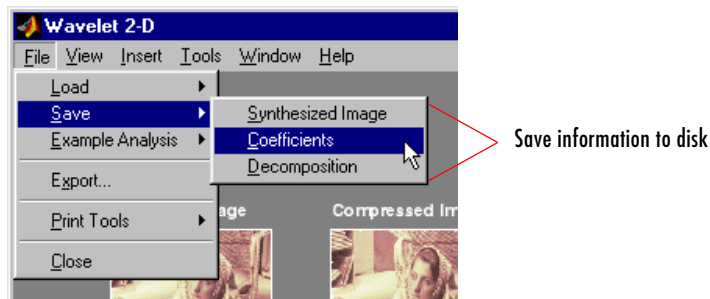 Wavelet 2-D
File View Insert Tools Window Help
Load
Save
Example Analysis
Export...
Print Tools
Close
Synthesized Image
Coefficients
Decomposition
Save information to disk
age
Compressed Im